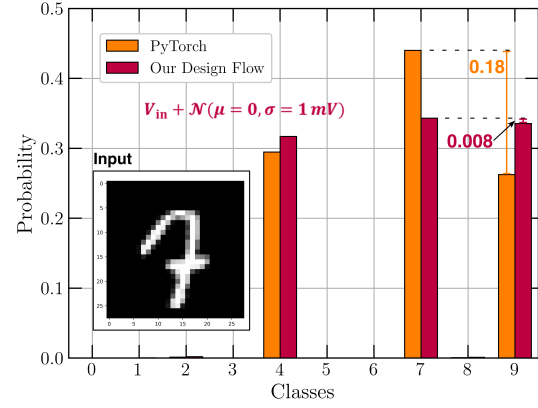 0.5
0.4
0.3
0.2
0.1
0.0
Probability
PyTorch
Our Design Flow
V_in + 𝒩(μ = 0, σ = 1 mV)
0.18
0.008
Input
0
5
10
15
20
25
0 5 10 15 20 25
0 1 2 3 4 5 6 7 8 9
Classes